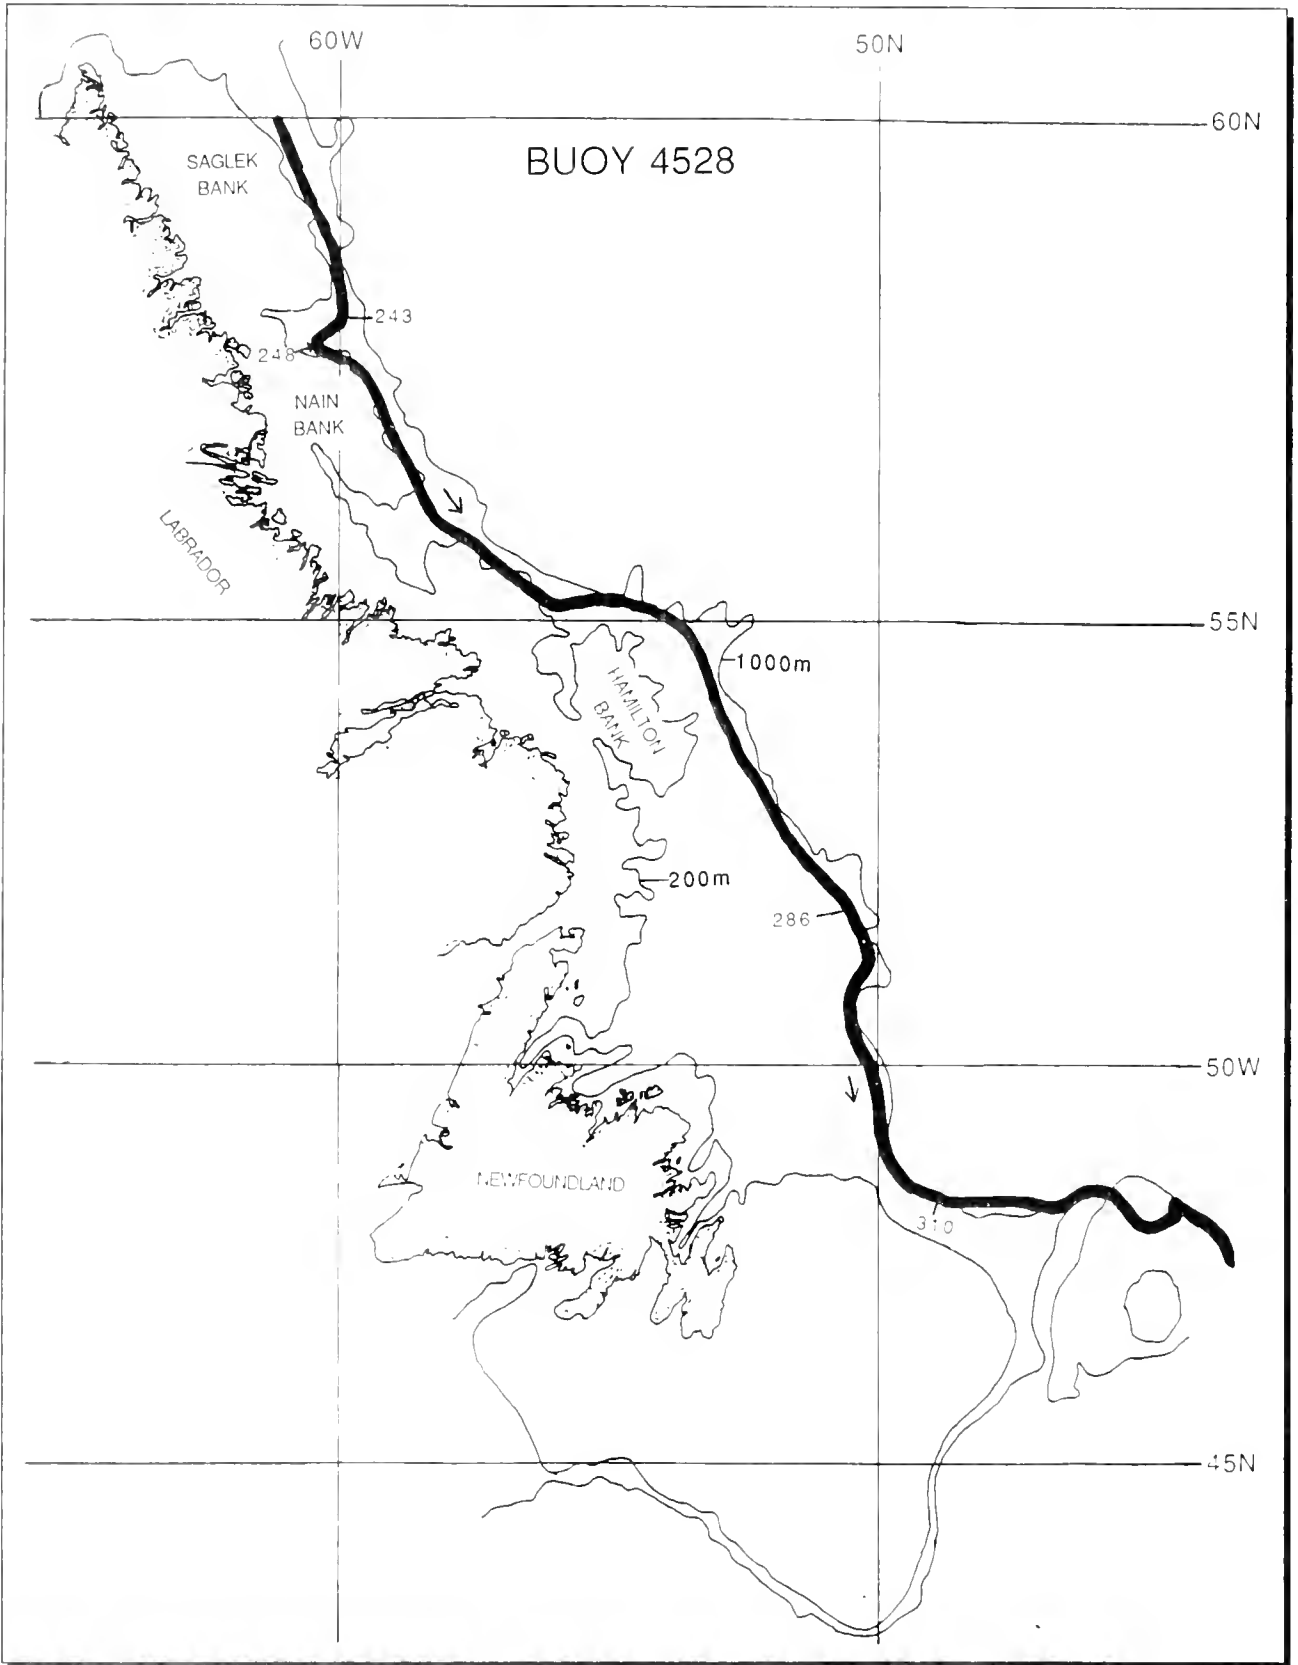 60W
50N
60N
BUOY 4528
SAGLEK
BANK
243
248
NAIN
BANK
LABRADOR
55N
1000m
HAMILTON
BANK
200m
286
50W
NEWFOUNDLAND
310
45N